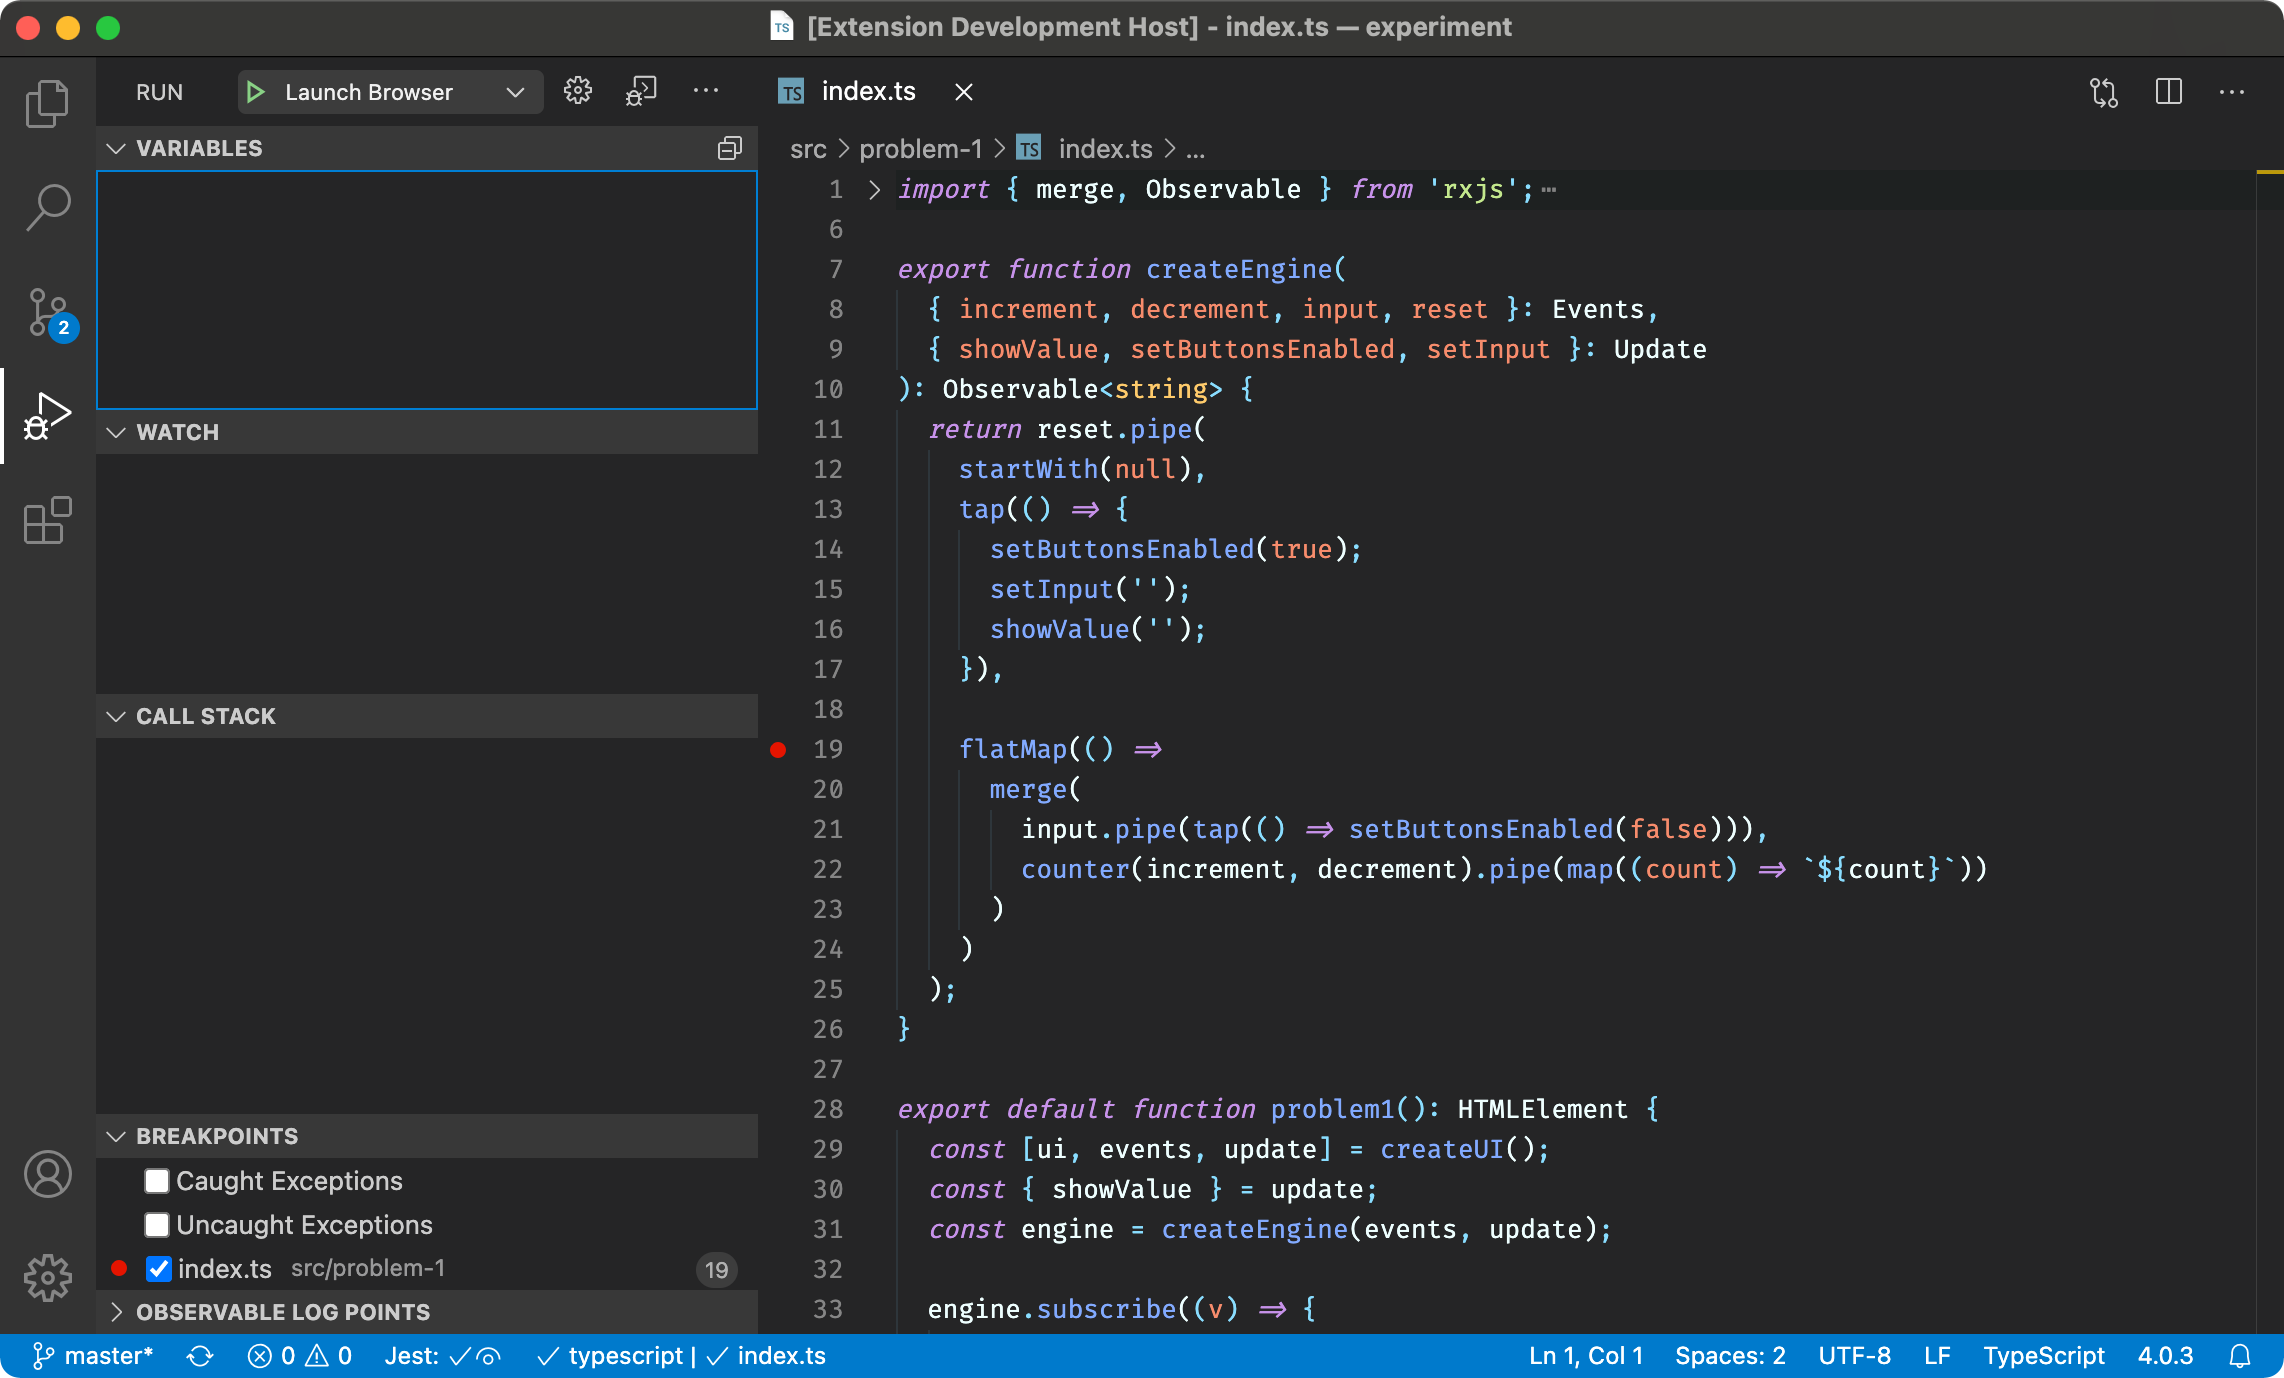 TS [Extension Development Host] - index.ts — experiment
RUN
Launch Browser
TS index.ts
VARIABLES
src > problem-1 > TS index.ts > ...
1 import { merge, Observable } from 'rxjs';
6
7 export function createEngine(
8 { increment, decrement, input, reset }: Events,
9 { showValue, setButtonsEnabled, setInput }: Update
10 ): Observable<string> {
WATCH
11 return reset.pipe(
12 startWith(null),
13 tap(() => {
14 setButtonsEnabled(true);
15 setInput('');
16 showValue('');
17 }),
CALL STACK
18
19 flatMap(() =>
20 merge(
21 input.pipe(tap(() => setButtonsEnabled(false))),
22 counter(increment, decrement).pipe(map((count) => `${count}`))
23 )
24 )
25 );
26 }
27
28 export default function problem1(): HTMLElement {
29 const [ui, events, update] = createUI();
30 const { showValue } = update;
31 const engine = createEngine(events, update);
32
33 engine.subscribe((v) => {
2
BREAKPOINTS
Caught Exceptions
Uncaught Exceptions
index.ts src/problem-1 19
OBSERVABLE LOG POINTS
master* 0 0 Jest: typescript | index.ts Ln 1, Col 1 Spaces: 2 UTF-8 LF TypeScript 4.0.3